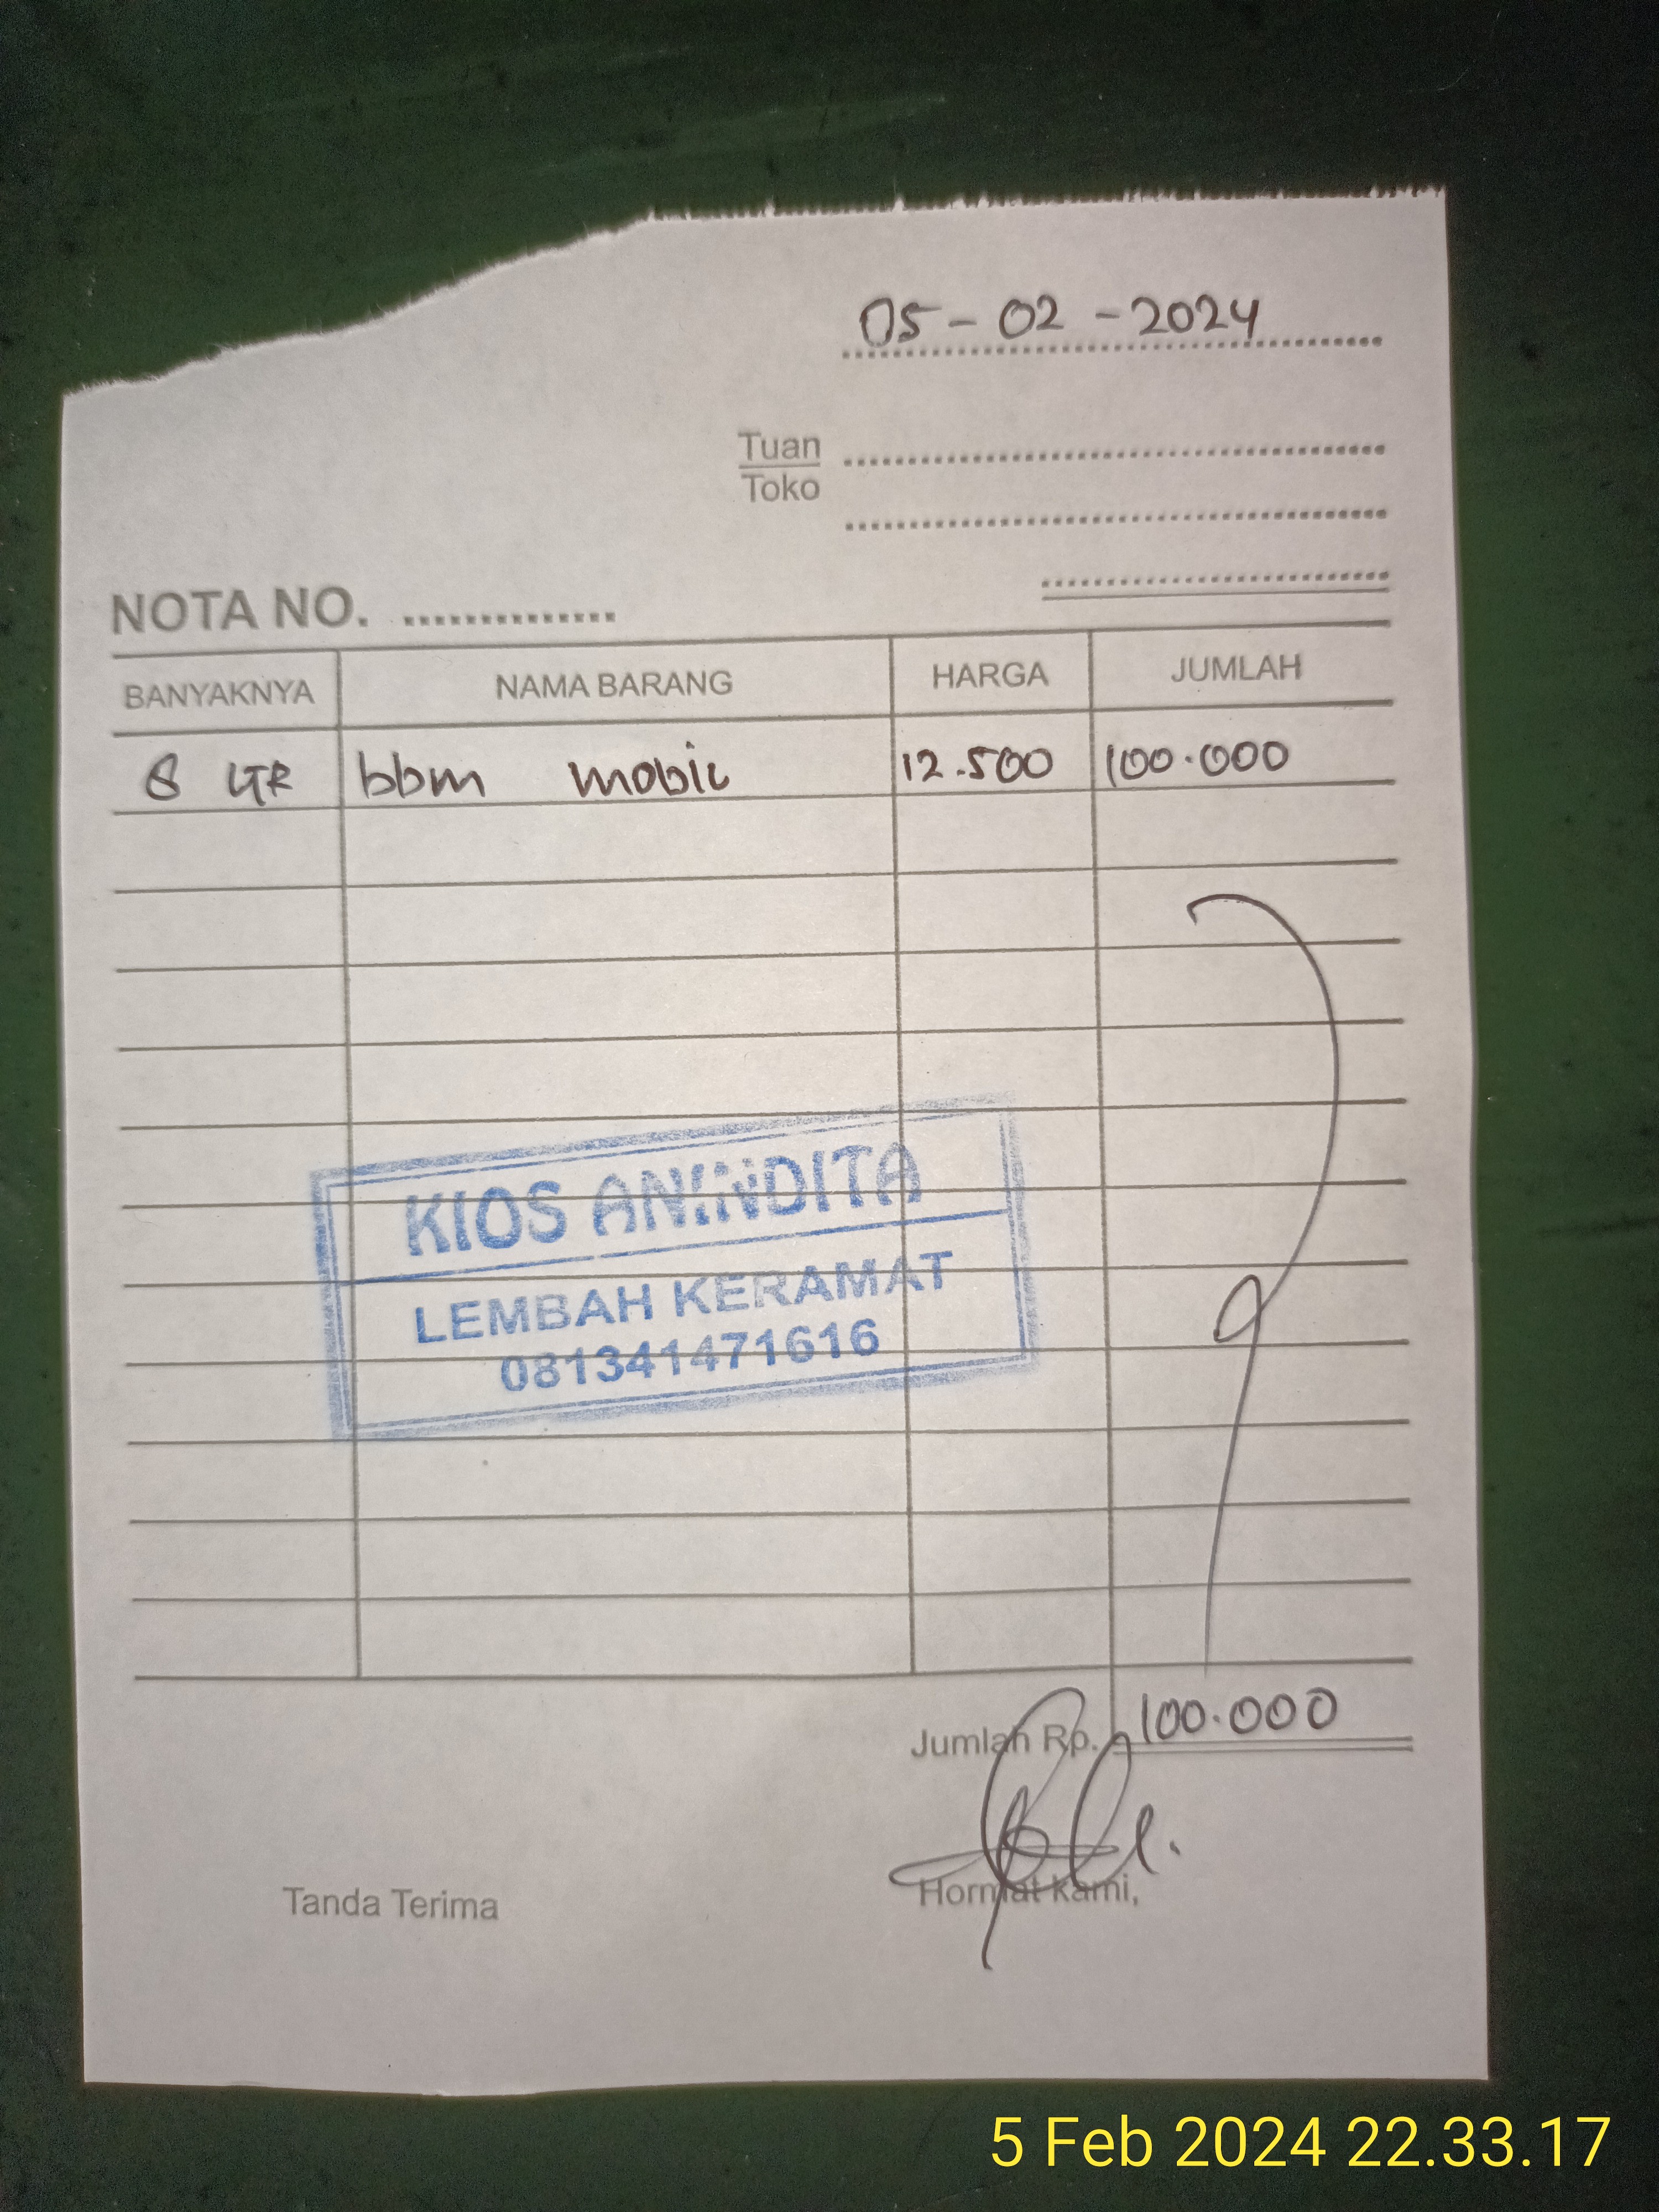 05-02-2024
Tuan
Toko
NOTA NO. ..............
BANYAKNYA NAMA BARANG HARGA JUMLAH
8 LTR bbm mobil 12.500 100.000
KIOS ANINDITA
LEMBAH KERAMAT
081341471616
Jumlah Rp. 100.000
Tanda Terima Hormat kami,
5 Feb 2024 22.33.17